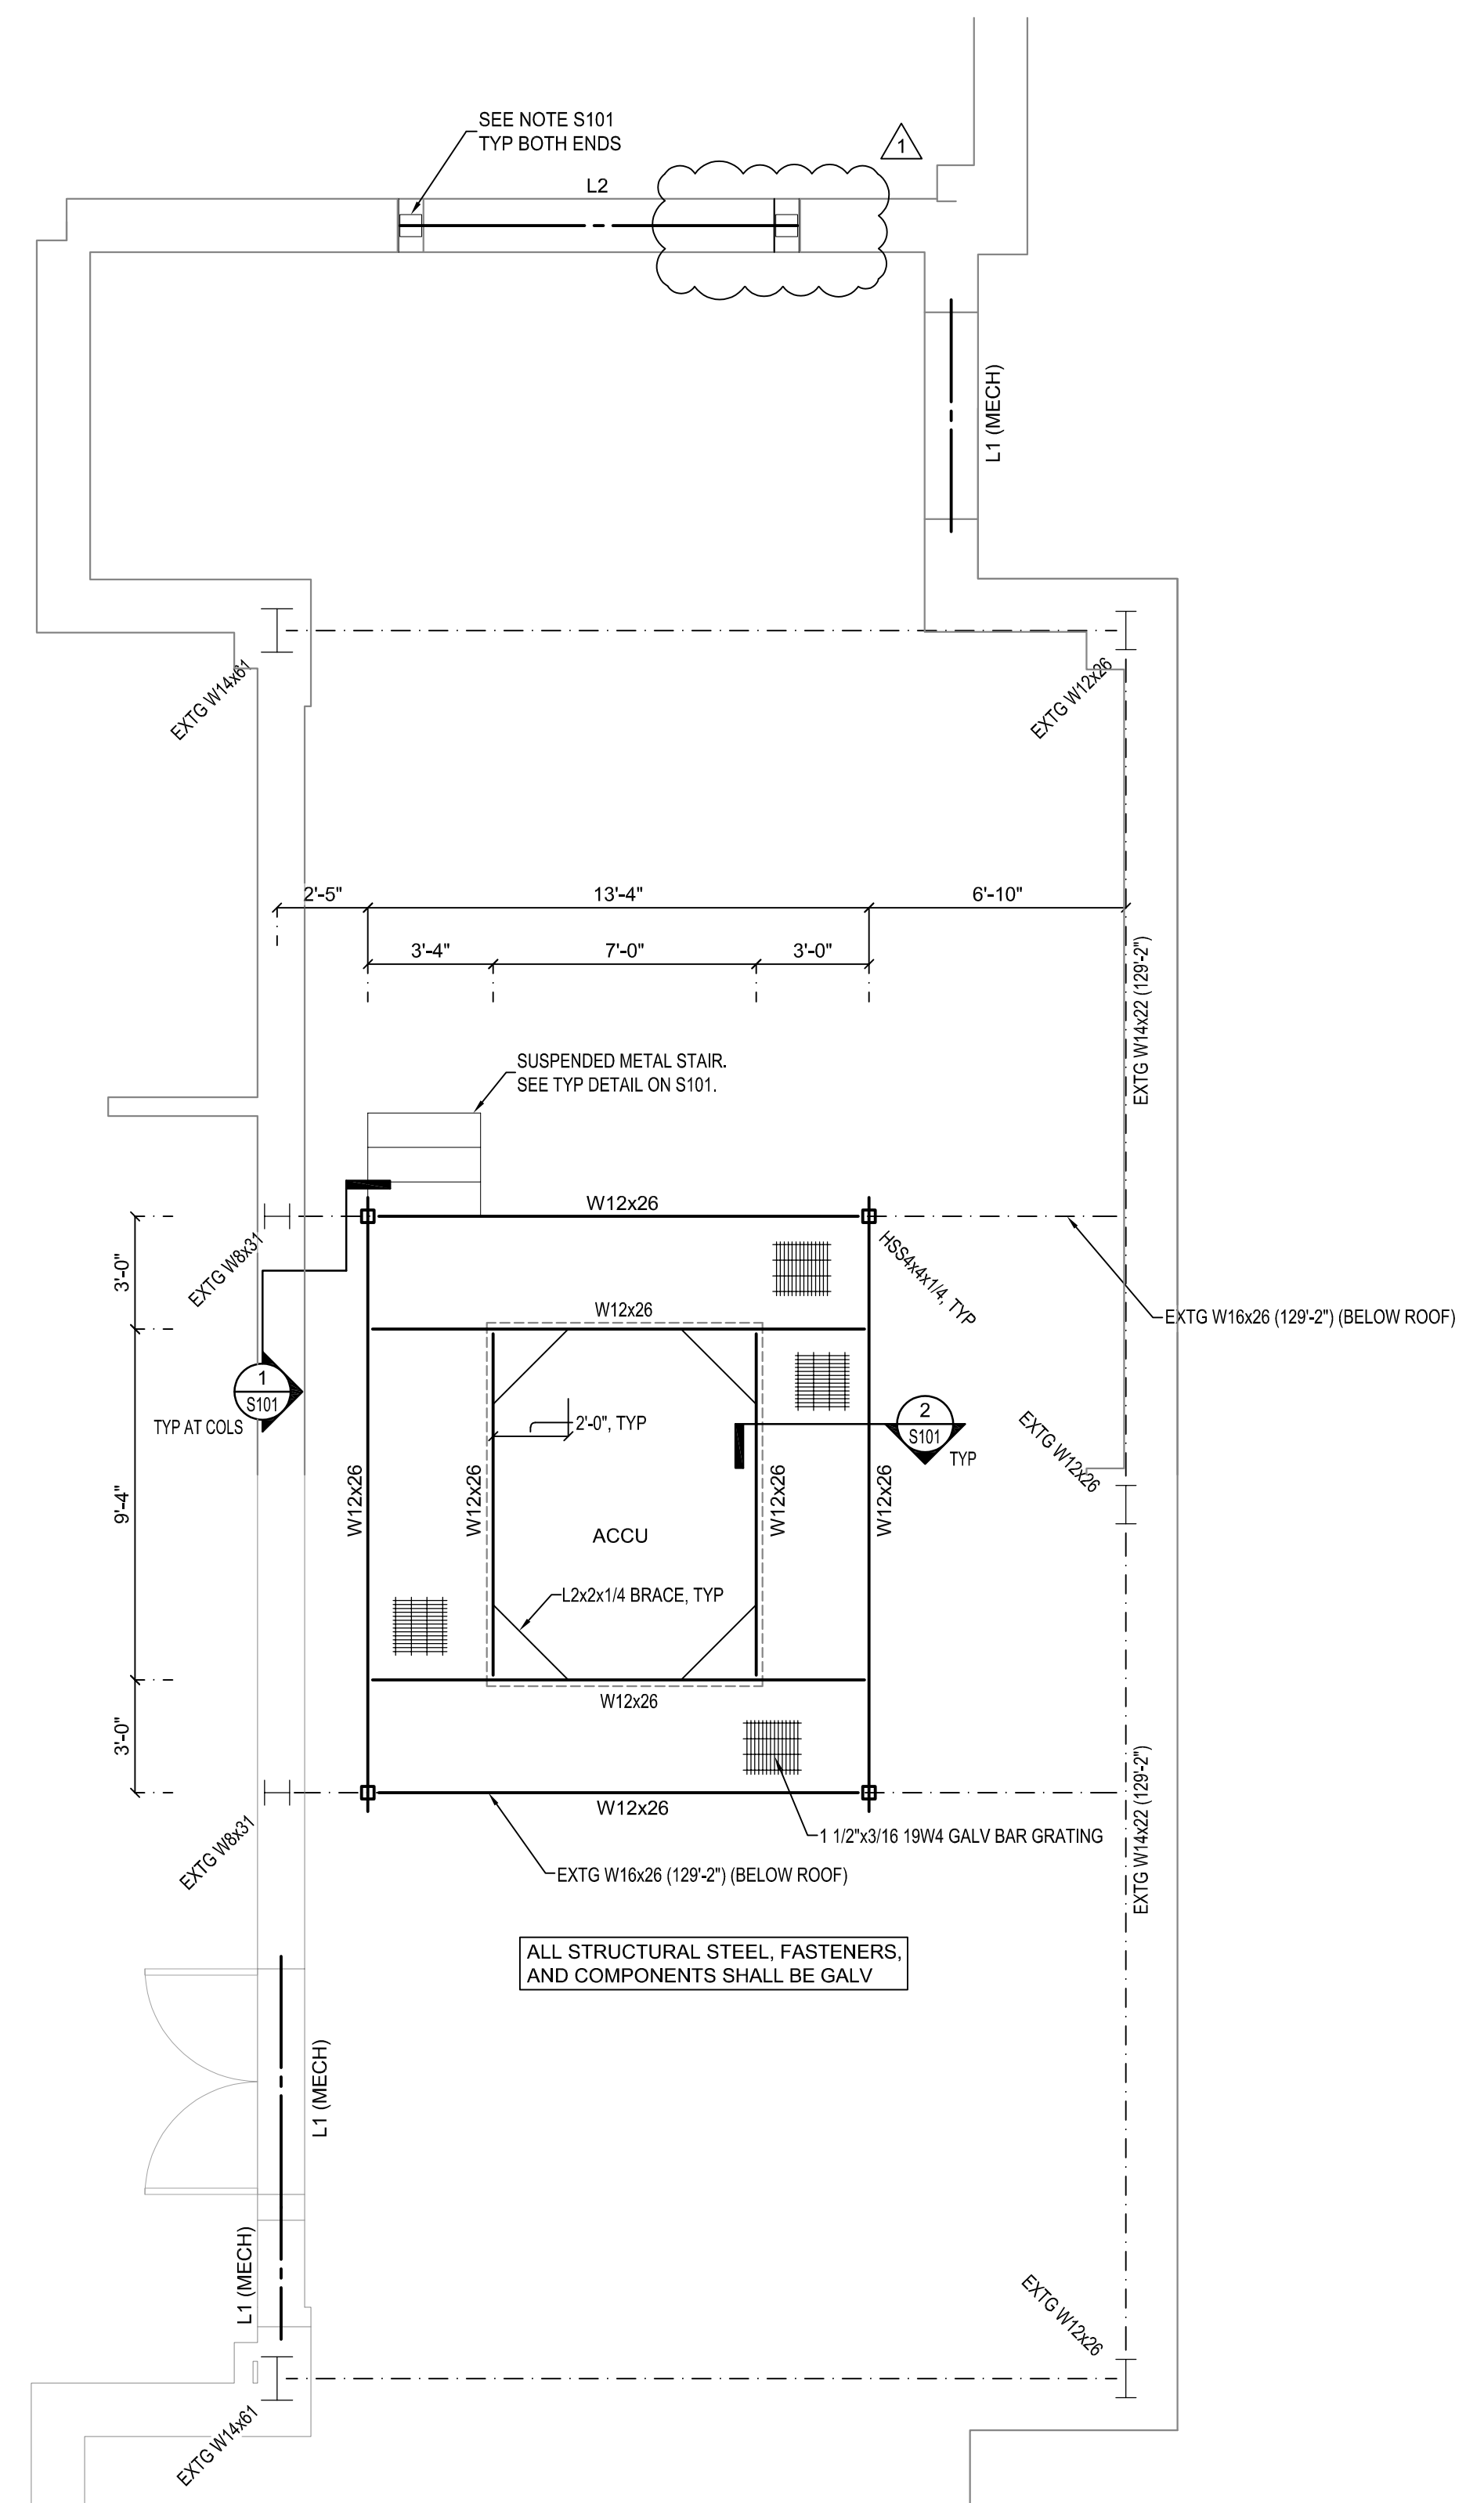 SEE NOTE S101
TYP BOTH ENDS
1
L2
L1 (MECH)
EXTG W14x61
EXTG W12x26
2'-5"
13'-4"
6'-10"
3'-4"
7'-0"
3'-0"
EXTG W14x22 (129'-2")
SUSPENDED METAL STAIR.
SEE TYP DETAIL ON S101.
W12x26
EXTG W8x31
HSS4x4x1/4, TYP
3'-0"
W12x26
EXTG W16x26 (129'-2") (BELOW ROOF)
1
S101
TYP AT COLS
2'-0", TYP
2
S101
TYP
EXTG W12x26
9'-4"
W12x26
W12x26
W12x26
W12x26
ACCU
L2x2x1/4 BRACE, TYP
W12x26
3'-0"
W12x26
EXTG W14x22 (129'-2")
1 1/2"x3/16 19W4 GALV BAR GRATING
EXTG W8x31
EXTG W16x26 (129'-2") (BELOW ROOF)
ALL STRUCTURAL STEEL, FASTENERS,
AND COMPONENTS SHALL BE GALV
L1 (MECH)
L1 (MECH)
EXTG W12x26
EXTG W14x61